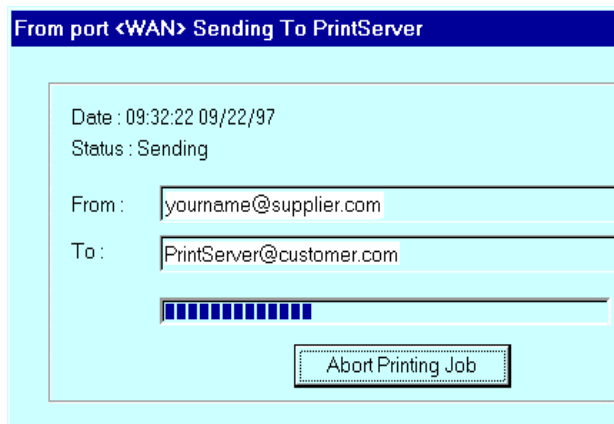 From port <WAN> Sending To PrintServer
Date : 09:32:22 09/22/97
Status : Sending
From : yourname@supplier.com
To : PrintServer@customer.com
Abort Printing Job